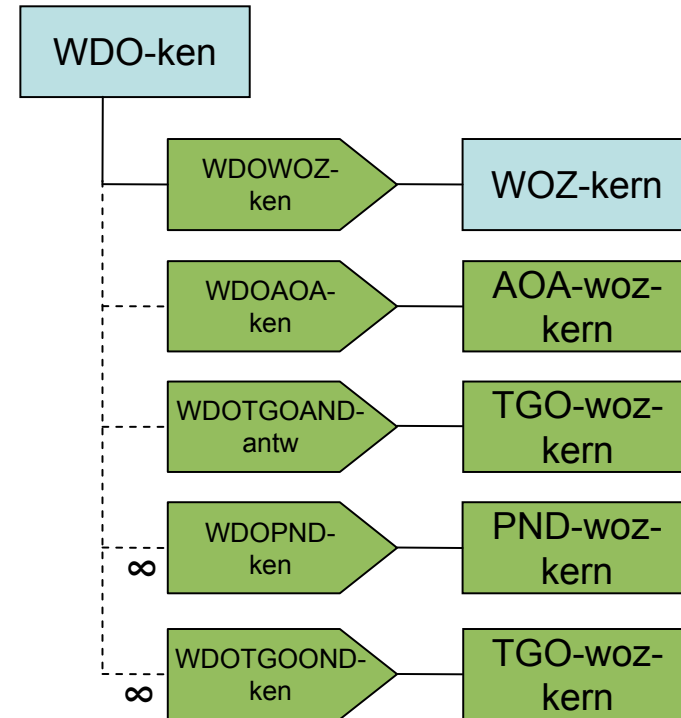 WDO-ken
WDOWOZ-
ken
WOZ-kern
WDOAOA-
ken
AOA-woz-
kern
WDOTGOAND-
antw
TGO-woz-
kern
∞
WDOPND-
ken
PND-woz-
kern
∞
WDOTGOOND-
ken
TGO-woz-
kern